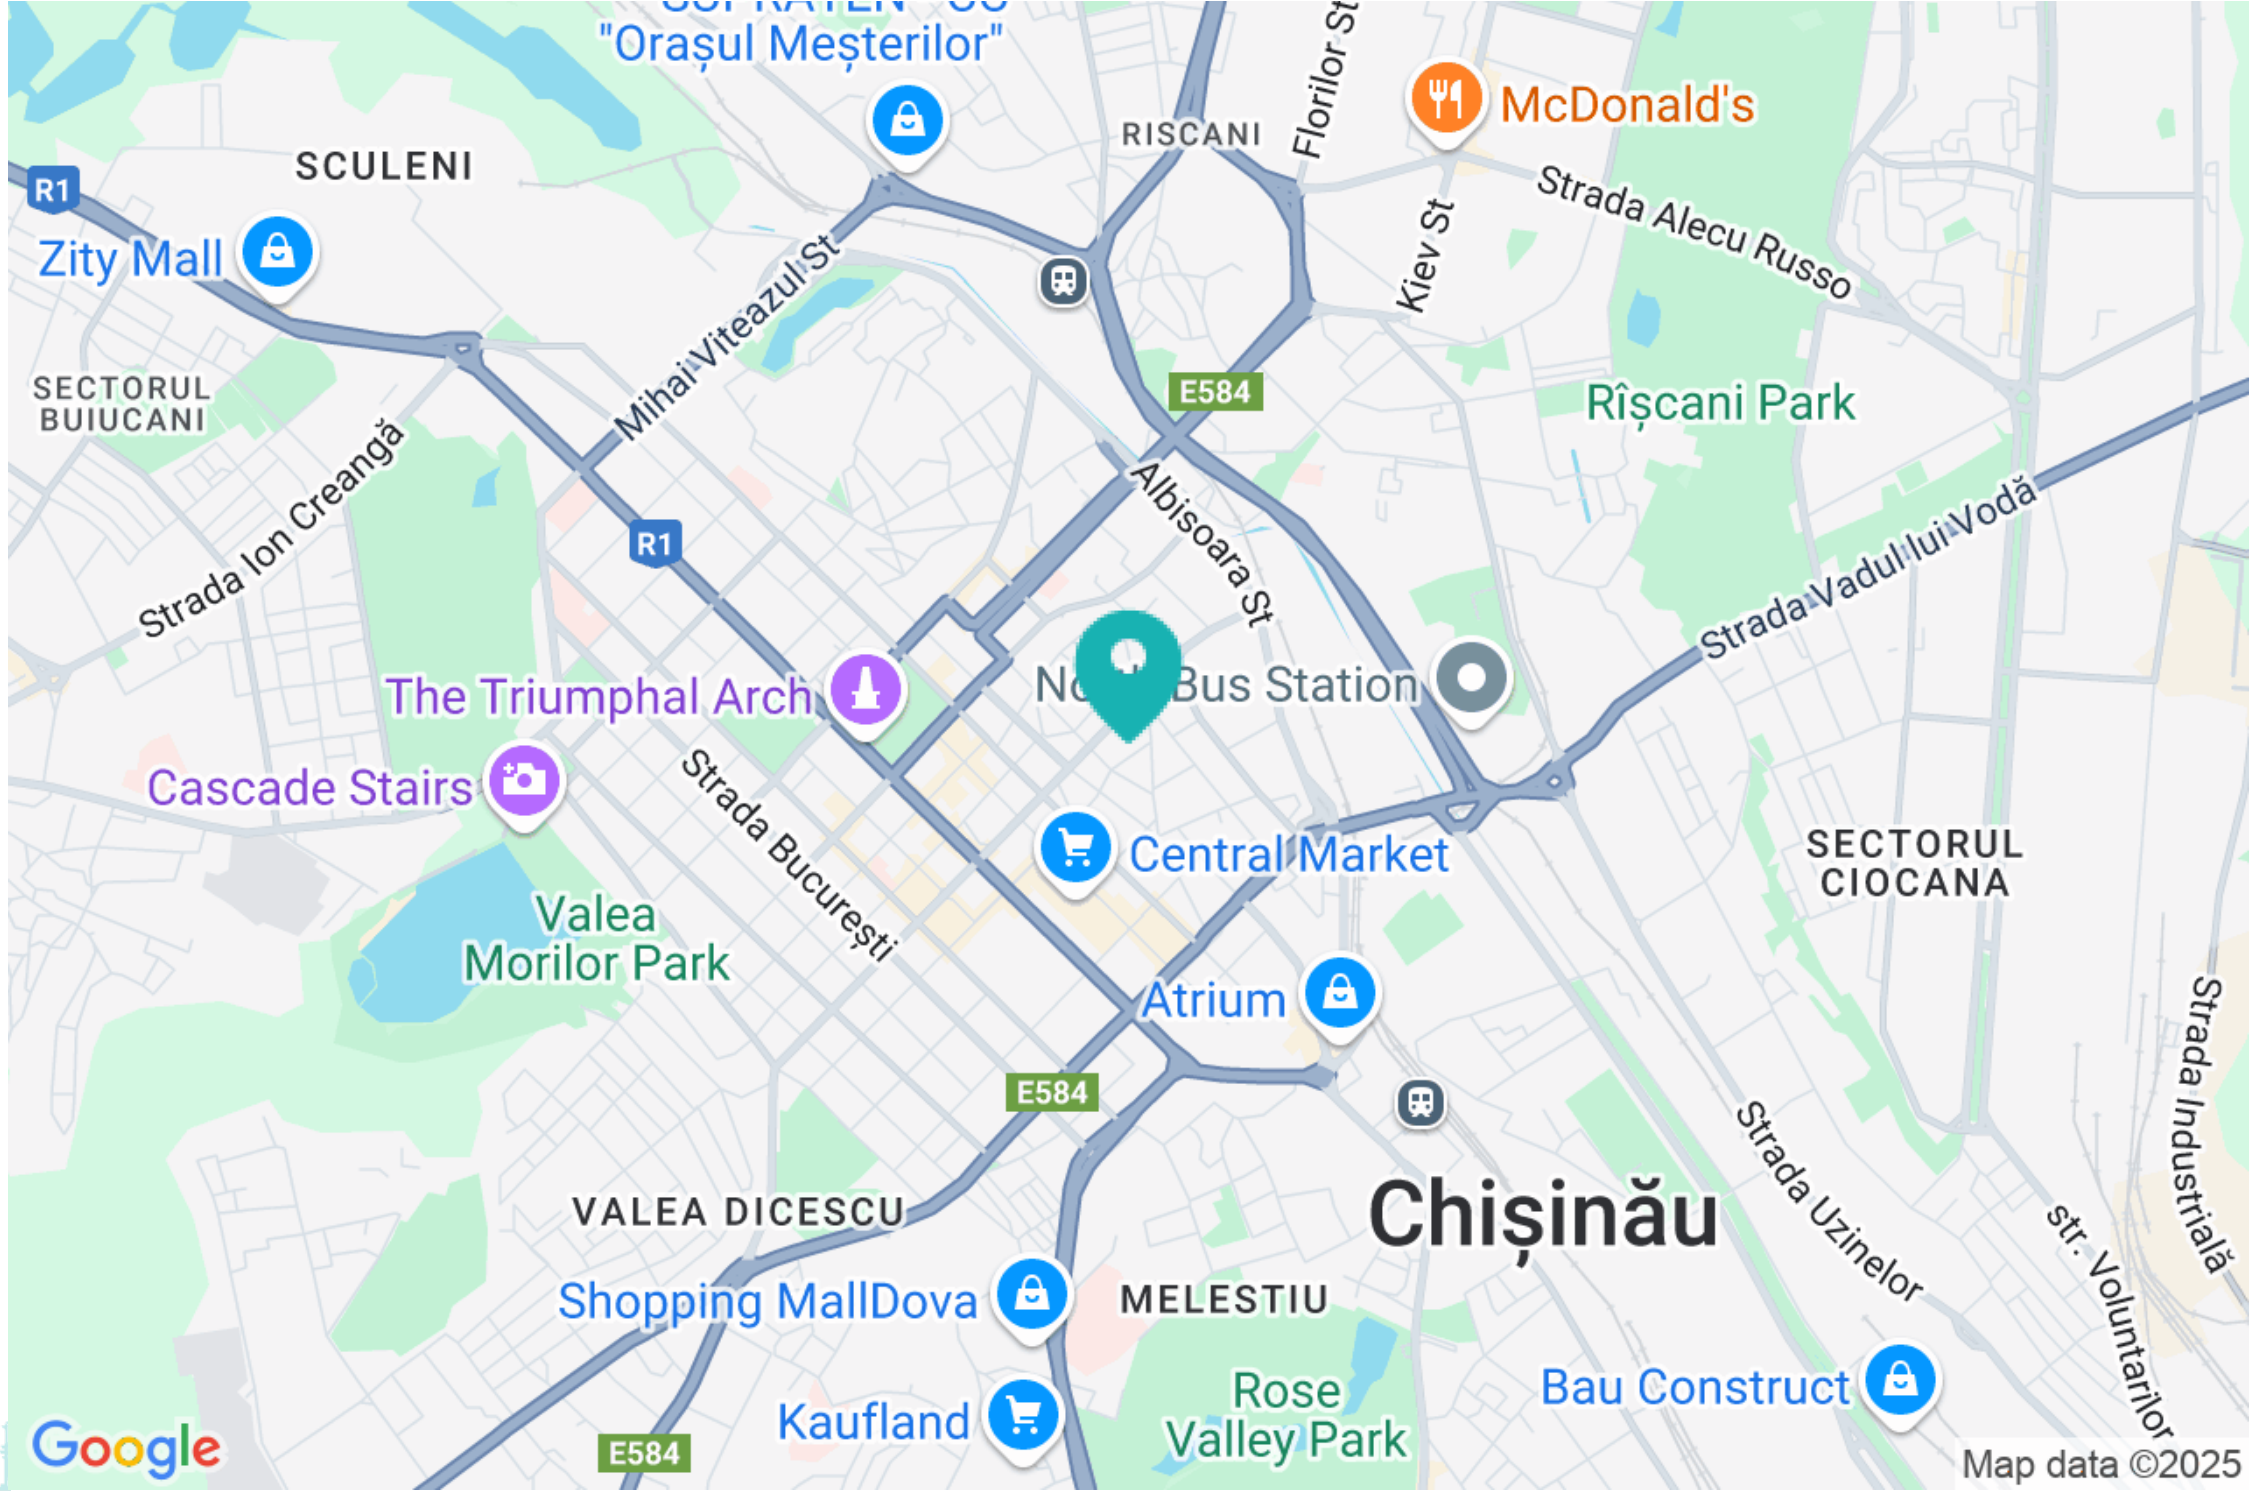 "Orașul Meșterilor"
Florilor St
McDonald's
RISCANI
SCULENI
R1
Strada Alecu Russo
Zity Mall
Kiev St
Mihai Viteazul St
SECTORUL
BUIUCANI
E584
Rîșcani Park
Strada Ion Creangă
R1
Albisoara St
Strada Vadul lui Vodă
The Triumphal Arch
Bus Station
Cascade Stairs
Strada București
Central Market
SECTORUL
CIOCANA
Valea
Morilor Park
Atrium
Strada Industrială
E584
Strada Uzinelor
VALEA DICESCU
Chișinău
str. Voluntarilor
Shopping MallDova
MELESTIU
Bau Construct
Kaufland
Rose
Valley Park
E584
Google
Map data ©2025